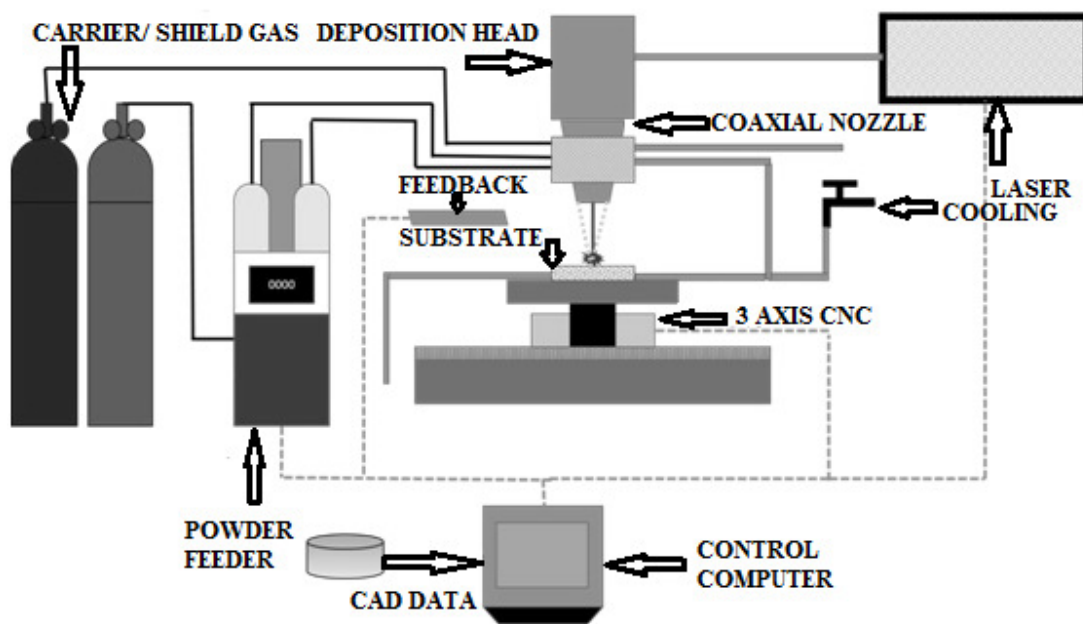 CARRIER/ SHIELD GAS
DEPOSITION HEAD
COAXIAL NOZZLE
FEEDBACK
LASER
COOLING
SUBSTRATE
0000
3 AXIS CNC
POWDER
FEEDER
CONTROL
COMPUTER
CAD DATA